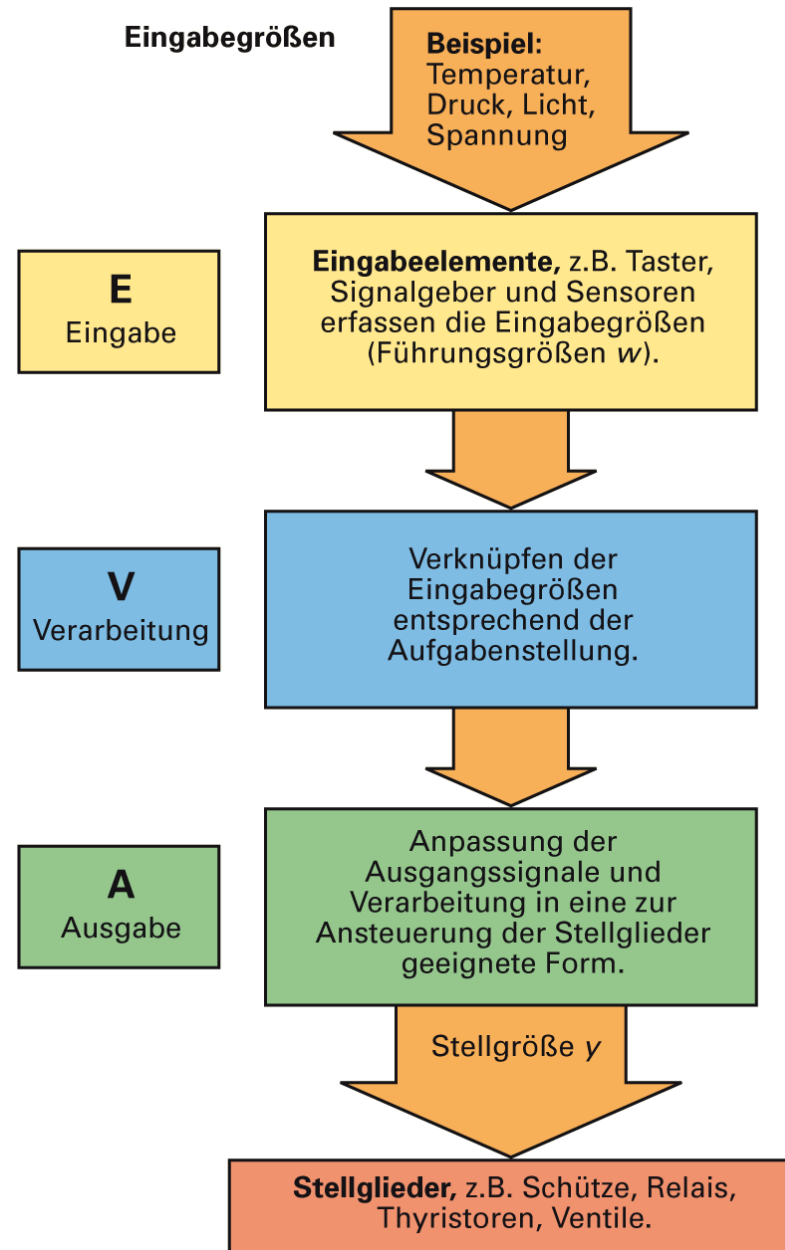 Eingabegrößen
Beispiel:
Temperatur,
Druck, Licht,
Spannung
E
Eingabe
Eingabeelemente, z.B. Taster,
Signalgeber und Sensoren
erfassen die Eingabegrößen
(Führungsgrößen w).
V
Verarbeitung
Verknüpfen der
Eingabegrößen
entsprechend der
Aufgabenstellung.
A
Ausgabe
Anpassung der
Ausgangssignale und
Verarbeitung in eine zur
Ansteuerung der Stellglieder
geeignete Form.
Stellgröße y
Stellglieder, z.B. Schütze, Relais,
Thyristoren, Ventile.